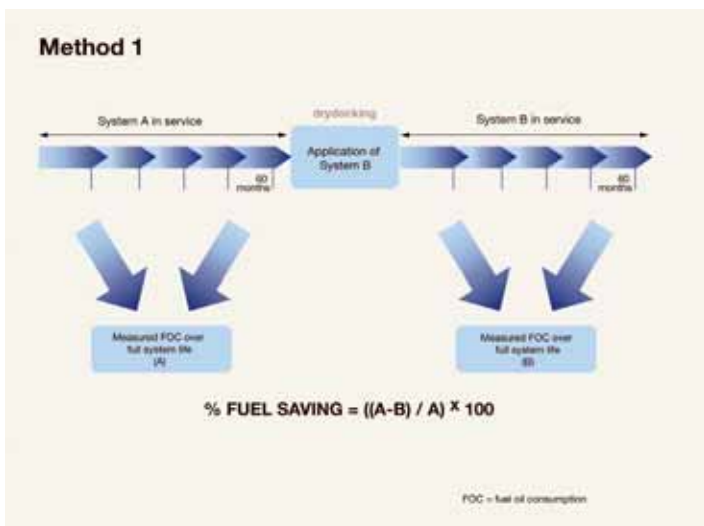 Method 1
drydocking
System A in service
System B in service
Application of
System B
60
months
60
months
Measured FOC over
full system life
(A)
Measured FOC over
full system life
(B)
% FUEL SAVING = ((A-B) / A) x 100
FOC = fuel oil consumption